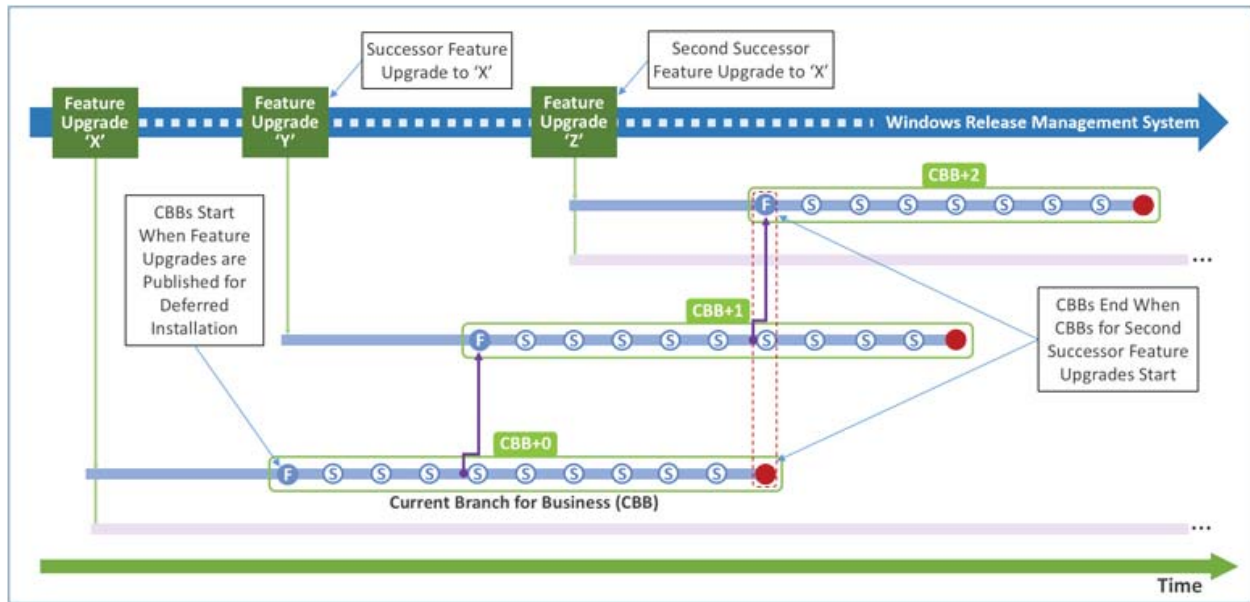 Successor Feature
Upgrade to ‘X’
Second Successor
Feature Upgrade to ‘X’
Feature
Upgrade
‘X’
Feature
Upgrade
‘Y’
Feature
Upgrade
‘Z’
Windows Release Management System
CBB+2
F S S S S S S S
...
CBBs Start
When Feature
Upgrades are
Published for
Deferred
Installation
CBB+1
F S S S S S S S S S
CBBs End When
CBBs for Second
Successor Feature
Upgrades Start
CBB+0
F S S S S S S S S S
Current Branch for Business (CBB)
...
Time